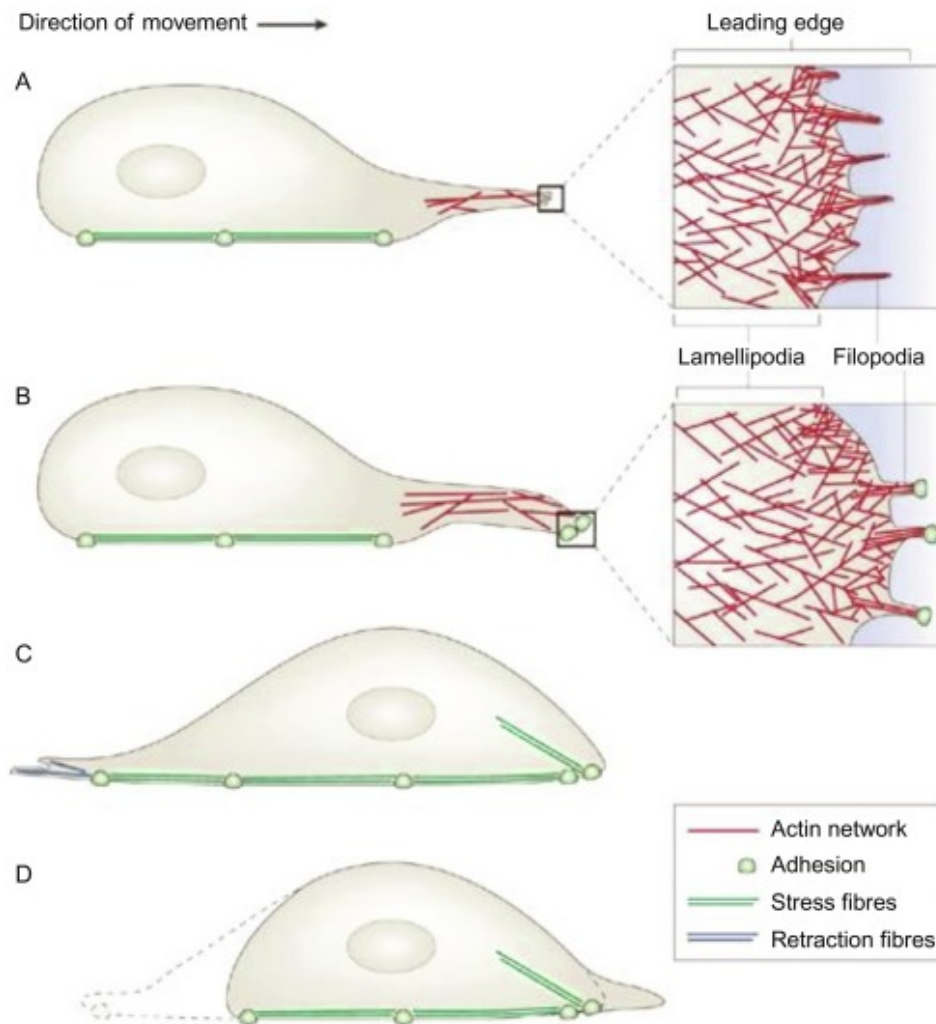 Direction of movement
Leading edge
A
Lamellipodia
Filopodia
B
C
D
Actin network
Adhesion
Stress fibres
Retraction fibres